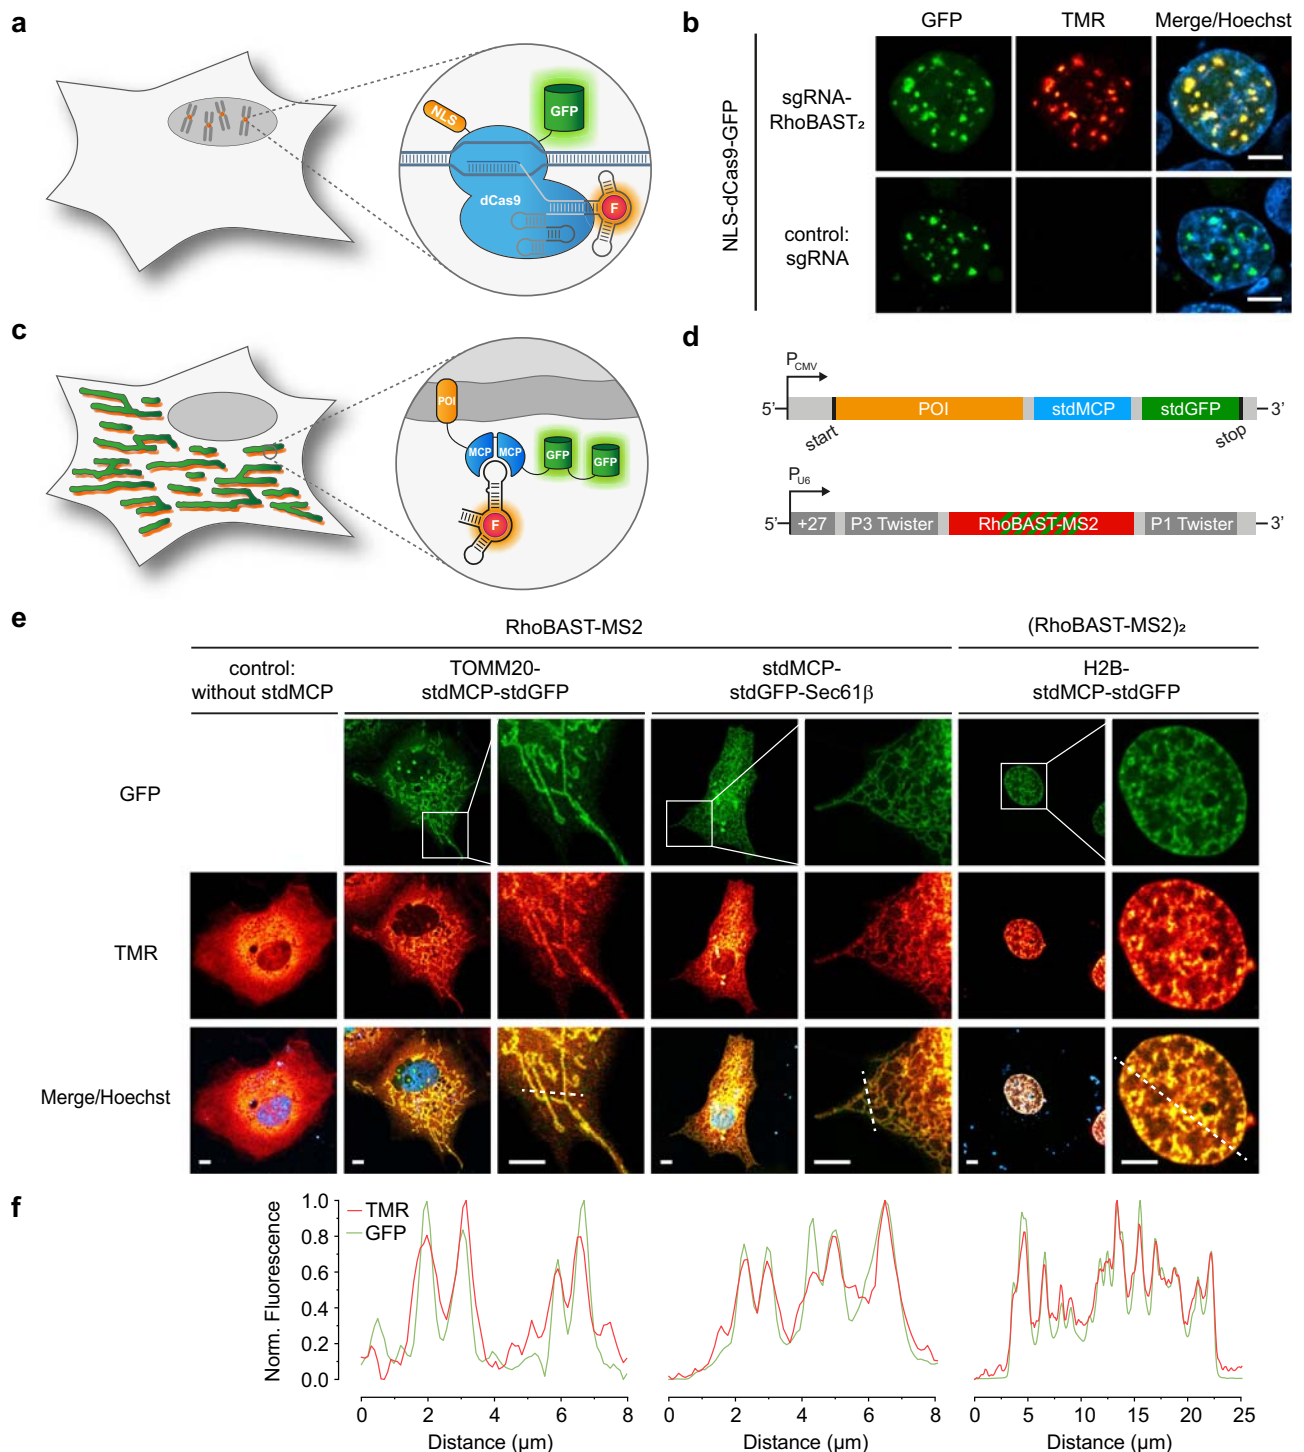 a
NLS
GFP
dCas9
F
b
GFP
TMR
Merge/Hoechst
NLS-dCas9-GFP
sgRNA-
RhoBAST₂
control:
sgRNA
c
POI
MCP
MCP
GFP
GFP
F
d
P_CMV
5’
POI
stdMCP
stdGFP
3’
start
stop
P_U6
5’
+27
P3 Twister
RhoBAST-MS2
P1 Twister
3’
e
RhoBAST-MS2
(RhoBAST-MS2)₂
control:
without stdMCP
TOMM20-
stdMCP-stdGFP
stdMCP-
stdGFP-Sec61β
H2B-
stdMCP-stdGFP
GFP
TMR
Merge/Hoechst
f
Norm. Fluorescence
1.0
0.8
0.6
0.4
0.2
0.0
TMR
GFP
0 2 4 6 8
Distance (μm)
0 2 4 6 8
Distance (μm)
0 5 10 15 20 25
Distance (μm)